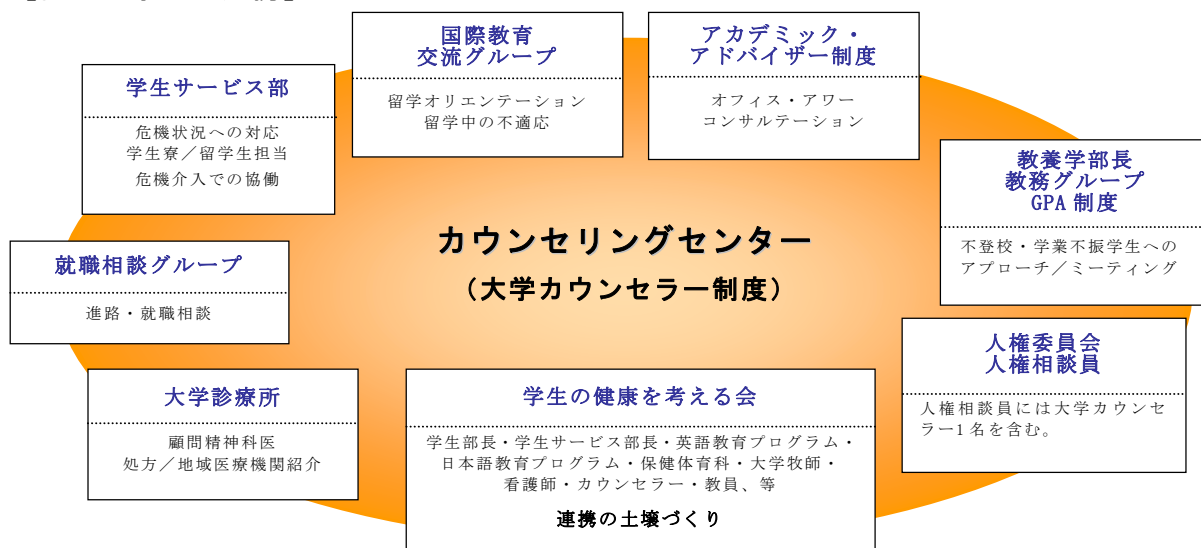 国際教育
交流グループ
留学オリエンテーション
留学中の不適応
アカデミック・
アドバイザー制度
オフィス・アワー
コンサルテーション
学生サービス部
危機状況への対応
学生寮／留学生担当
危機介入での協働
教養学部長
教務グループ
GPA 制度
不登校・学業不振学生への
アプローチ／ミーティング
カウンセリングセンター
（大学カウンセラー制度）
就職相談グループ
進路・就職相談
人権委員会
人権相談員
人権相談員には大学カウンセ
ラー1 名を含む。
大学診療所
顧問精神科医
処方／地域医療機関紹介
学生の健康を考える会
学生部長・学生サービス部長・英語教育プログラム・
日本語教育プログラム・保健体育科・大学牧師・
看護師・カウンセラー・教員、等
連携の土壌づくり